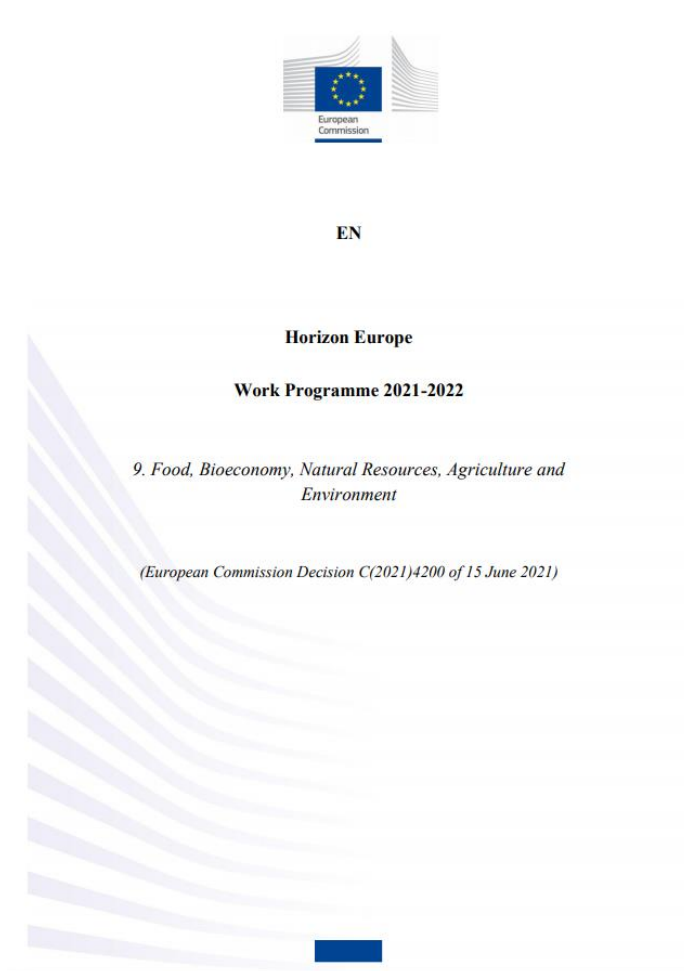 European
Commission
EN
Horizon Europe
Work Programme 2021-2022
9. Food, Bioeconomy, Natural Resources, Agriculture and
Environment
(European Commission Decision C(2021)4200 of 15 June 2021)